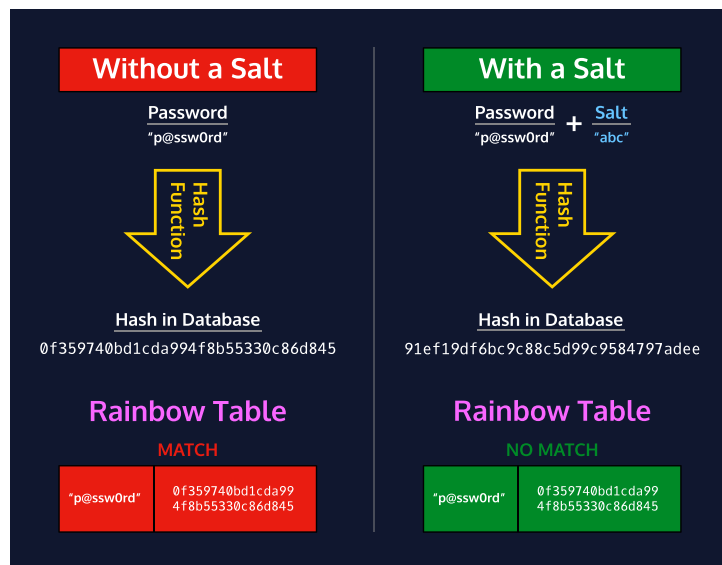 Without a Salt
Password
"p@ssw0rd"
Hash
Function
Hash in Database
0f359740bd1cda994f8b55330c86d845
Rainbow Table
MATCH
"p@ssw0rd"
0f359740bd1cda99
4f8b55330c86d845
With a Salt
Password + Salt
"p@ssw0rd" "abc"
Hash
Function
Hash in Database
91ef19df6bc9c88c5d99c9584797adee
Rainbow Table
NO MATCH
"p@ssw0rd"
0f359740bd1cda99
4f8b55330c86d845